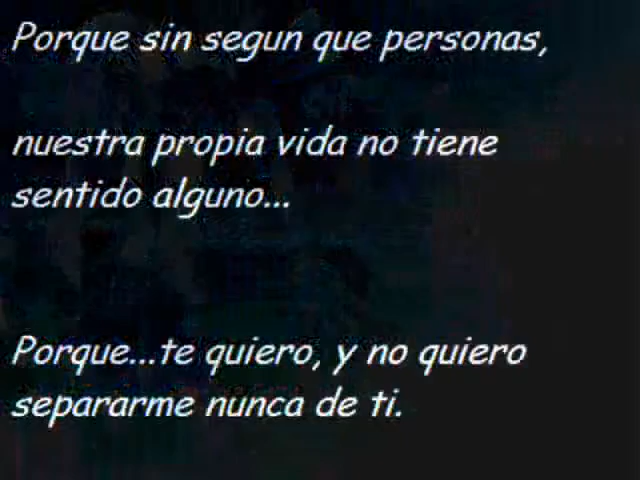 Porque sin segun que personas,
nuestra propia vida no tiene
sentido alguno...
Porque...te quiero, y no quiero
separarme nunca de ti.